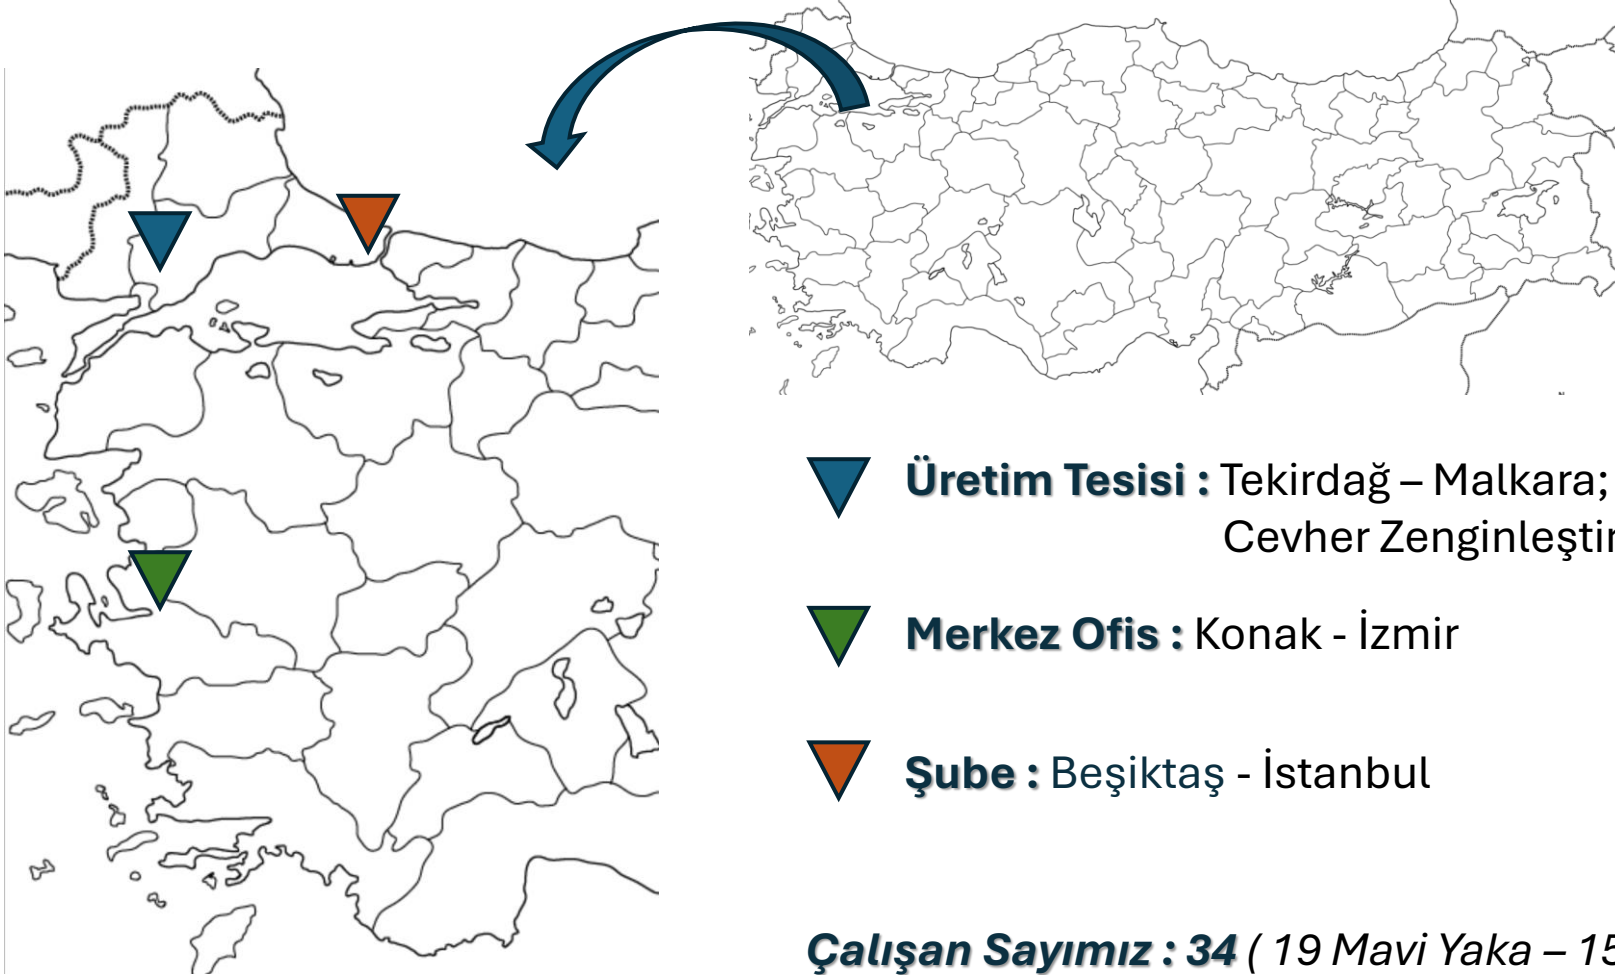 Üretim Tesisi : Tekirdağ – Malkara;
Cevher
Merkez Ofis : Konak - İzmir
Şube : Beşiktaş - İstanbul
Çalışan Sayımız : 34 ( 19 Mavi Yaka – 15